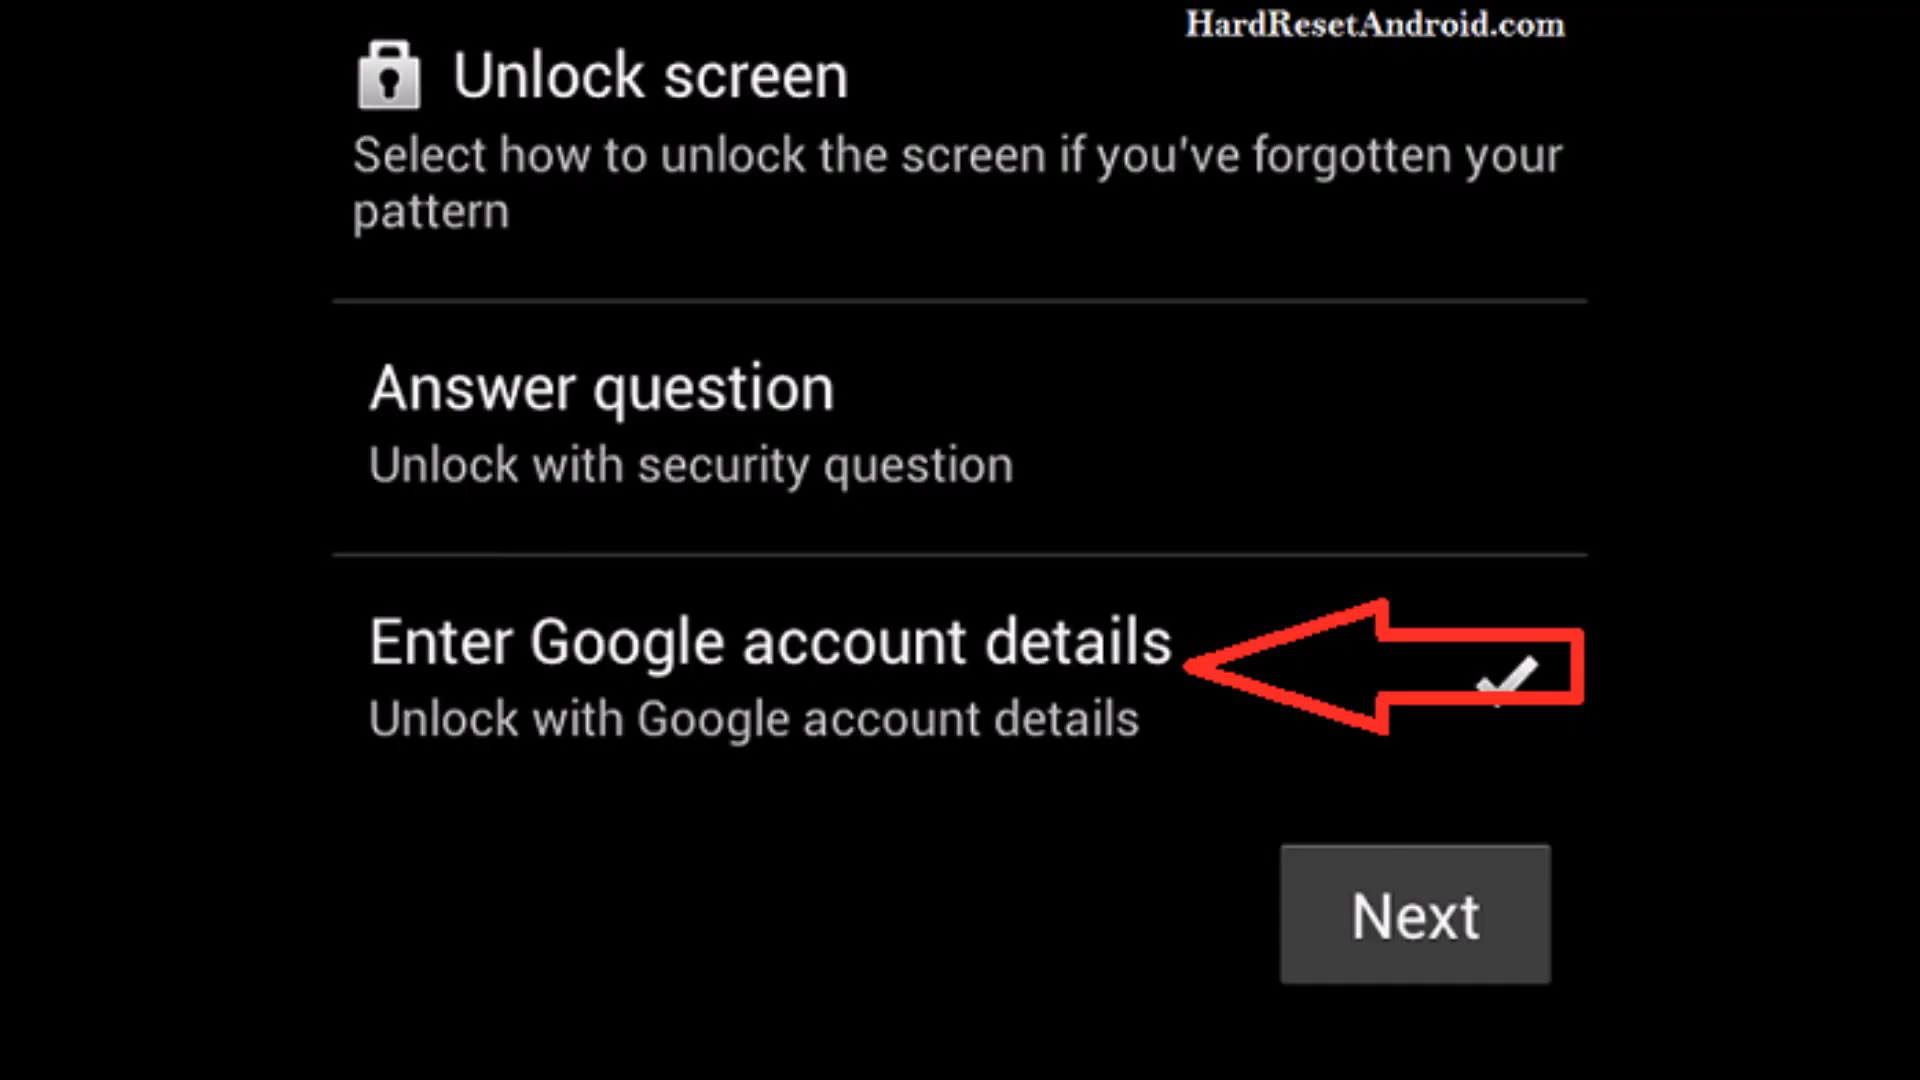 HardResetAndroid.com
Unlock screen
Select how to unlock the screen if you've forgotten your
pattern
Answer question
Unlock with security question
Enter Google account details
Unlock with Google account details
Next